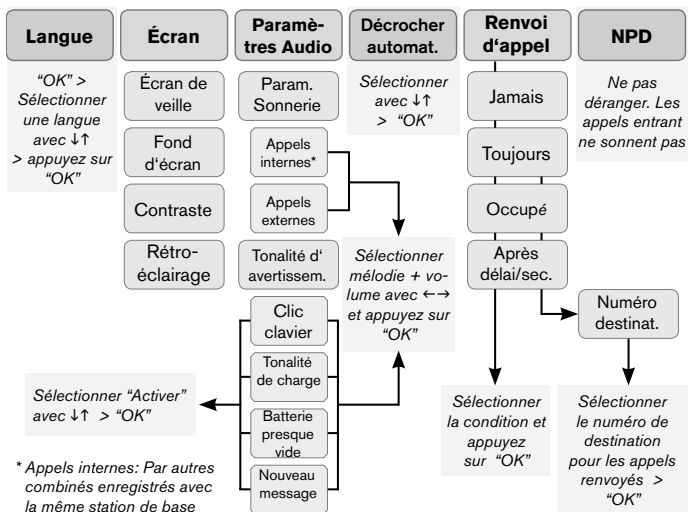 Langue
"OK" >
Sélectionner
une langue
avec ↓↑
> appuyez sur
"OK"
Écran
Écran de
veille
Fond
d'écran
Contraste
Rétro-
éclairage
Paramè-
tres Audio
Param.
Sonnerie
Appels
internes*
Appels
externes
Tonalité d'
avertissem.
Clic
clavier
Tonalité
de charge
Batterie
presque
vide
Nouveau
message
Sélectionner "Activer"
avec ↓↑ > "OK"
* Appels internes: Par autres
combinés enregistrés avec
la même station de base
Décrocher
automat.
Sélectionner
avec ↓↑
> "OK"
Sélectionner
mélodie + vo-
lume avec ←→
et appuyez sur
"OK"
Renvoi
d'appel
Jamais
Toujours
Occupé
Après
délai/sec.
Sélectionner
la condition et
appuyez
sur "OK"
NPD
Ne pas
déranger. Les
appels entrant
ne sonnent pas
Numéro
destinat.
Sélectionner
le numéro de
destination
pour les appels
renvoyés >
"OK"